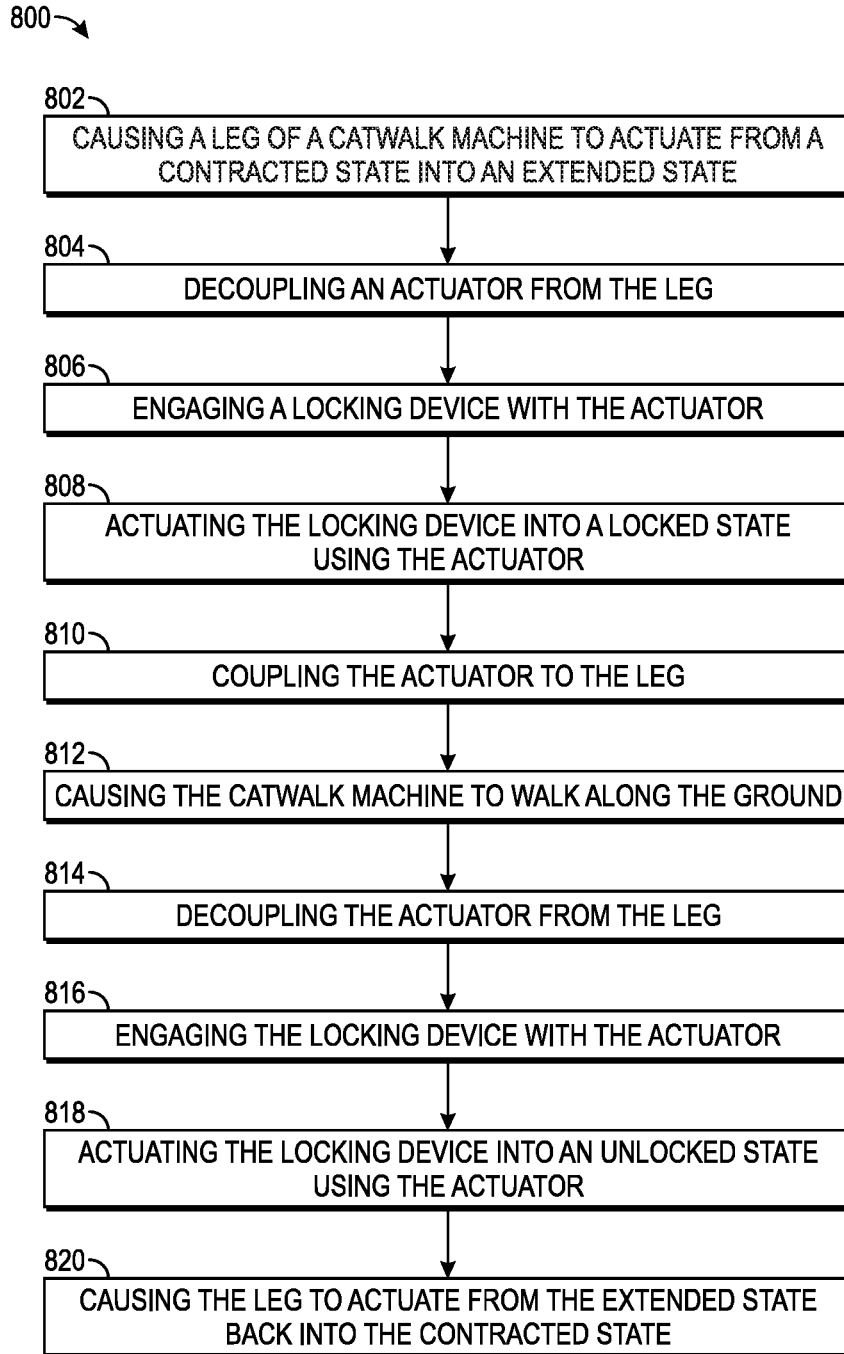 800
802
CAUSING A LEG OF A CATWALK MACHINE TO ACTUATE FROM A
CONTRACTED STATE INTO AN EXTENDED STATE
804
DECOUPLING AN ACTUATOR FROM THE LEG
806
ENGAGING A LOCKING DEVICE WITH THE ACTUATOR
808
ACTUATING THE LOCKING DEVICE INTO A LOCKED STATE
USING THE ACTUATOR
810
COUPLING THE ACTUATOR TO THE LEG
812
CAUSING THE CATWALK MACHINE TO WALK ALONG THE GROUND
814
DECOUPLING THE ACTUATOR FROM THE LEG
816
ENGAGING THE LOCKING DEVICE WITH THE ACTUATOR
818
ACTUATING THE LOCKING DEVICE INTO AN UNLOCKED STATE
USING THE ACTUATOR
820
CAUSING THE LEG TO ACTUATE FROM THE EXTENDED STATE
BACK INTO THE CONTRACTED STATE